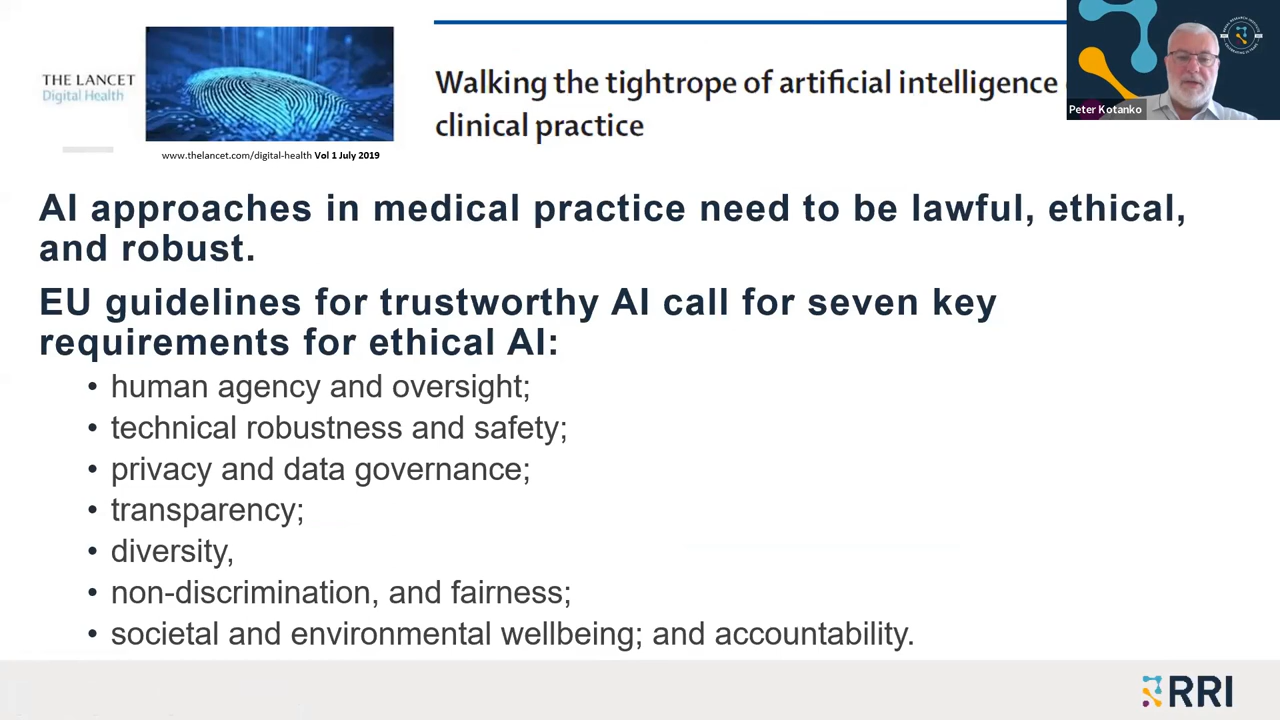 THE LANCET
Digital Health
www.thelancet.com/digital-health Vol 1 July 2019
Walking the tightrope of artificial intelligence
clinical practice
Peter Kotanko
AI approaches in medical practice need to be lawful, ethical,
and robust.
EU guidelines for trustworthy AI call for seven key
requirements for ethical AI:
• human agency and oversight;
• technical robustness and safety;
• privacy and data governance;
• transparency;
• diversity,
• non-discrimination, and fairness;
• societal and environmental wellbeing; and accountability.
RRI